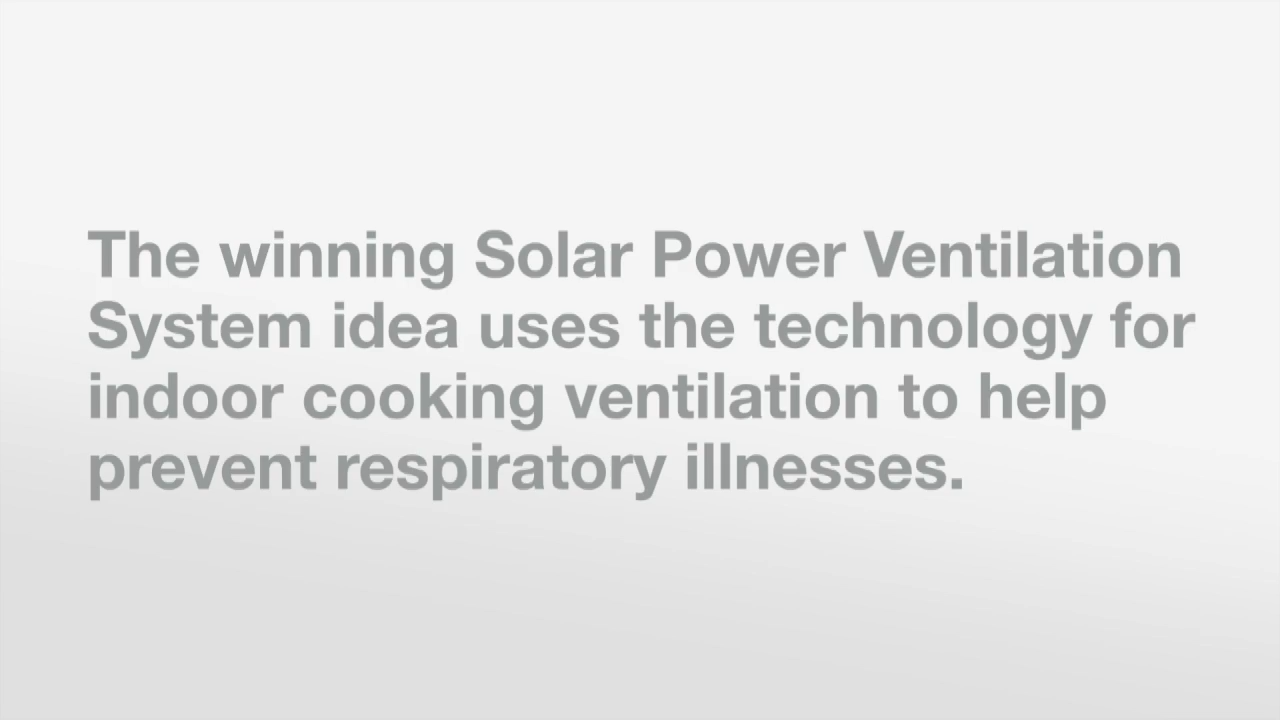 The winning Solar Power Ventilation
System idea uses the technology for
indoor cooking ventilation to help
prevent respiratory illnesses.